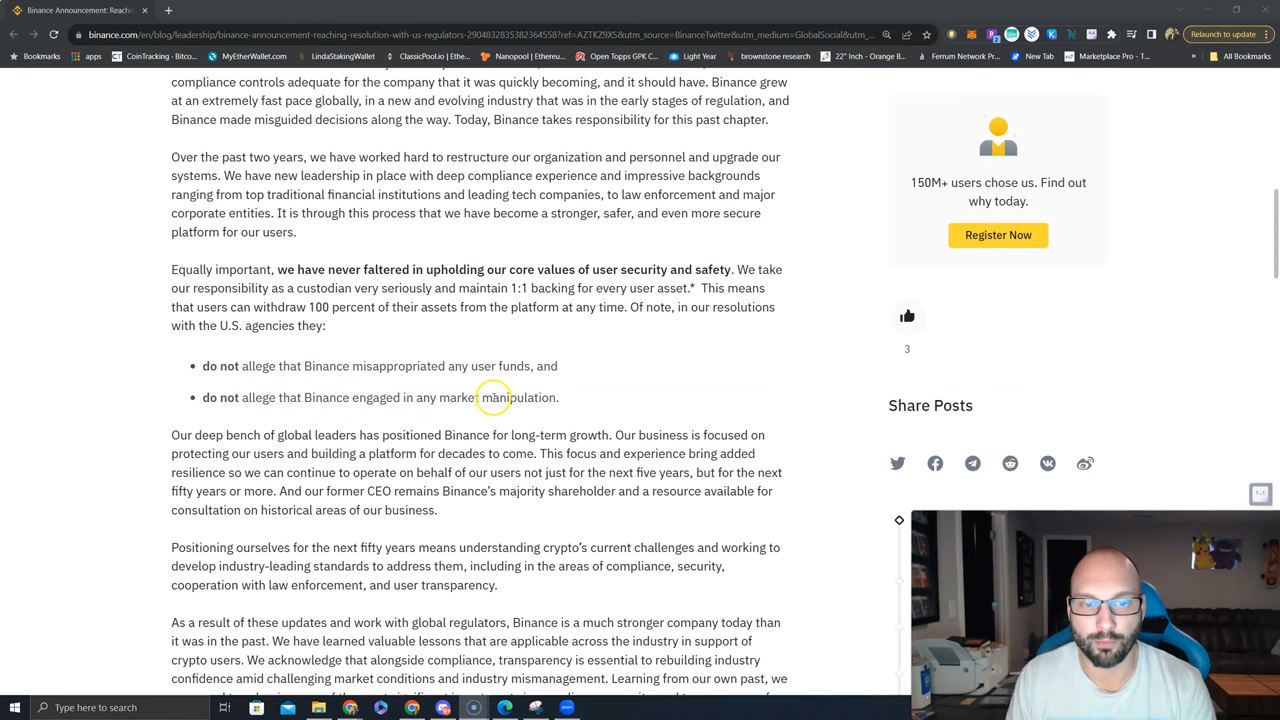 Binance Announcement: Reachi
binance.com/en/blog/leadership/binance-announcement-reaching-resolution-with-us-regulators-2904832835382364558?ref=AZTKZ9XS&utm_source=BinanceTwitter&utm_medium=GlobalSocial&utm_...
Relaunch to update
Bookmarks apps CoinTracking · Bitcoi... MyEtherWallet.com LindaStakingWallet ClassicPool.io | Ethe... Nanopool | Ethereu... Open Topps GPK C... Light Year brownstone research 22" Inch - Orange B... Ferrum Network Pro... New Tab Marketplace Pro - T... All Bookmarks
compliance controls adequate for the company that it was quickly becoming, and it should have. Binance grew
at an extremely fast pace globally, in a new and evolving industry that was in the early stages of regulation, and
Binance made misguided decisions along the way. Today, Binance takes responsibility for this past chapter.
Over the past two years, we have worked hard to restructure our organization and personnel and upgrade our
systems. We have new leadership in place with deep compliance experience and impressive backgrounds
ranging from top traditional financial institutions and leading tech companies, to law enforcement and major
corporate entities. It is through this process that we have become a stronger, safer, and even more secure
platform for our users.
Equally important, we have never faltered in upholding our core values of user security and safety. We take
our responsibility as a custodian very seriously and maintain 1:1 backing for every user asset.* This means
that users can withdraw 100 percent of their assets from the platform at any time. Of note, in our resolutions
with the U.S. agencies they:
• do not allege that Binance misappropriated any user funds, and
• do not allege that Binance engaged in any market manipulation.
Our deep bench of global leaders has positioned Binance for long-term growth. Our business is focused on
protecting our users and building a platform for decades to come. This focus and experience bring added
resilience so we can continue to operate on behalf of our users not just for the next five years, but for the next
fifty years or more. And our former CEO remains Binance's majority shareholder and a resource available for
consultation on historical areas of our business.
Positioning ourselves for the next fifty years means understanding crypto's current challenges and working to
develop industry-leading standards to address them, including in the areas of compliance, security,
cooperation with law enforcement, and user transparency.
As a result of these updates and work with global regulators, Binance is a much stronger company today than
it was in the past. We have learned valuable lessons that are applicable across the industry in support of
crypto users. We acknowledge that alongside compliance, transparency is essential to rebuilding industry
confidence amid challenging market conditions and industry mismanagement. Learning from our own past, we
150M+ users chose us. Find out
why today.
Register Now
3
Share Posts
Type here to search